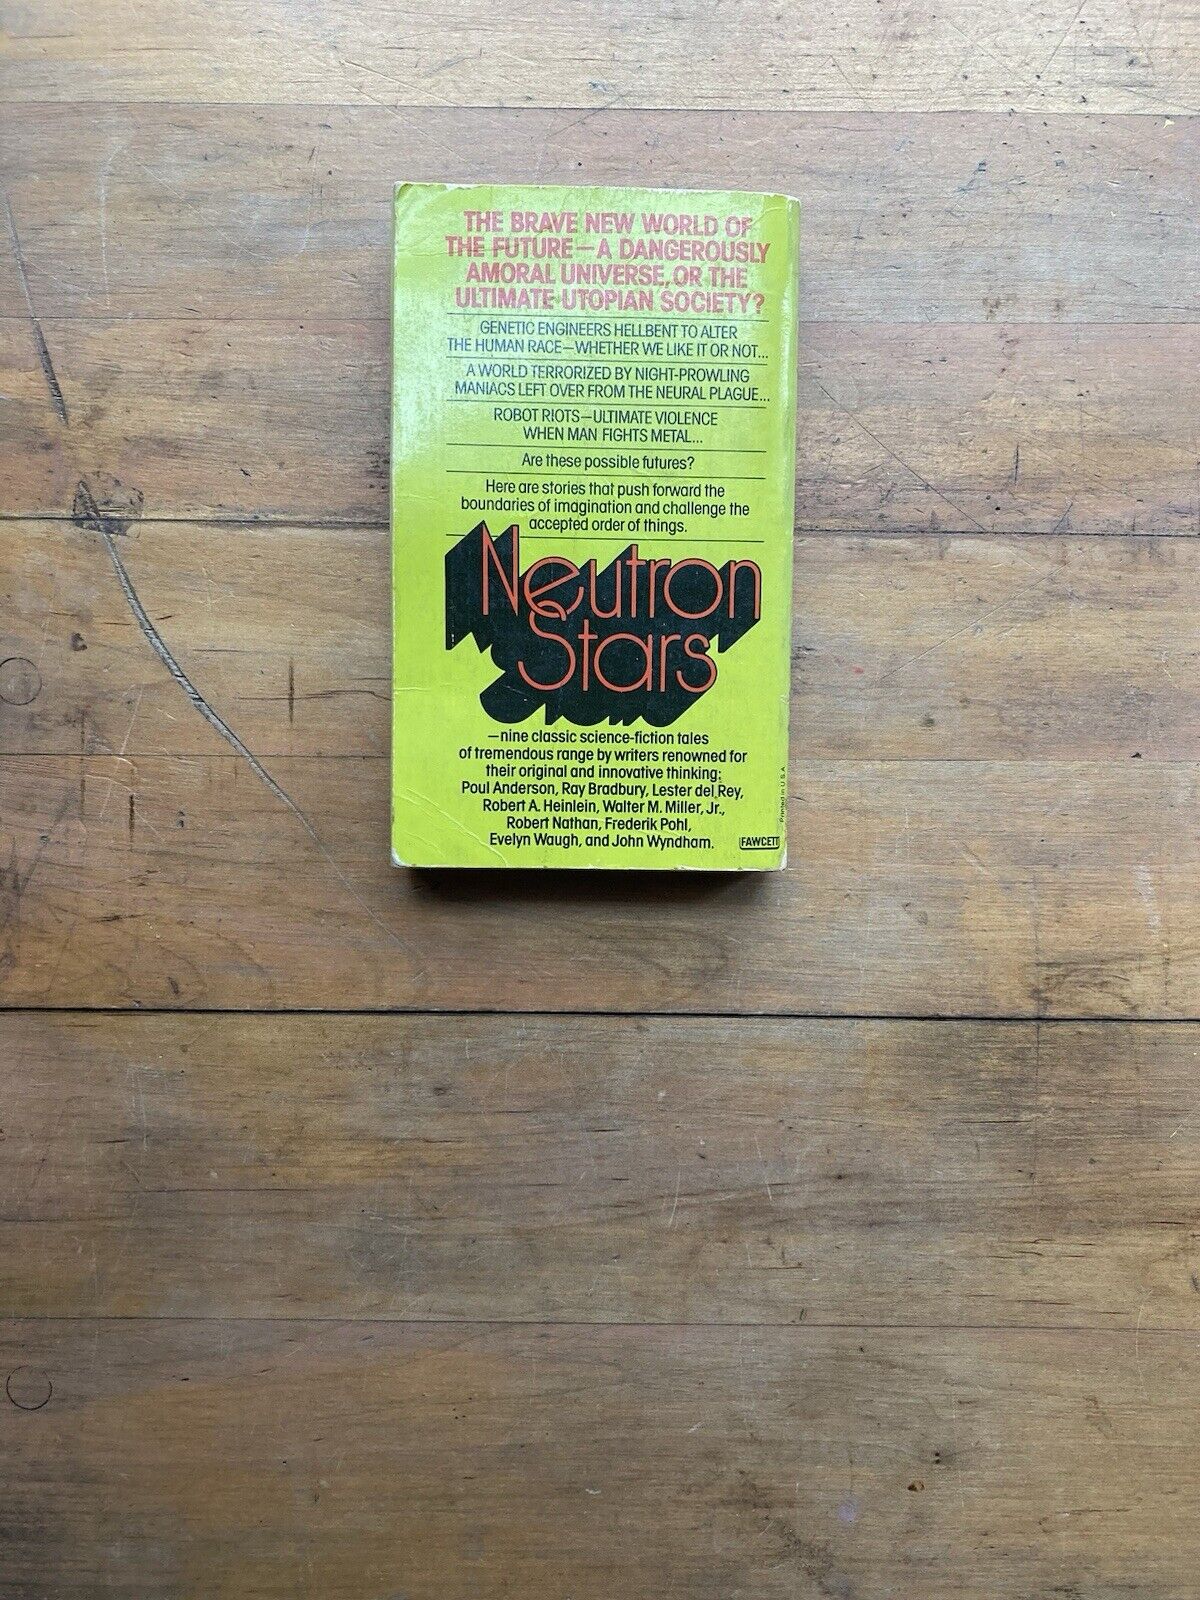 THE BRAVE NEW WORLD OF
THE FUTURE—A DANGEROUSLY
AMORAL UNIVERSE, OR THE
ULTIMATE UTOPIAN SOCIETY?
GENETIC ENGINEERS HELLBENT TO ALTER
THE HUMAN RACE—WHETHER WE LIKE IT OR NOT...
A WORLD TERRORIZED BY NIGHT-PROWLING
MANIACS LEFT OVER FROM THE NEURAL PLAGUE...
ROBOT RIOTS—ULTIMATE VIOLENCE
WHEN MAN FIGHTS METAL...
Are these possible futures?
Here are stories that push forward the
boundaries of imagination and challenge the
accepted order of things.
Neutron
Stars
—nine classic science-fiction tales
of tremendous range by writers renowned for
their original and innovative thinking:
Poul Anderson, Ray Bradbury, Lester del Rey,
Robert A. Heinlein, Walter M. Miller, Jr.,
Robert Nathan, Frederik Pohl,
Evelyn Waugh, and John Wyndham.
Printed in U.S.A.
FAWCETT